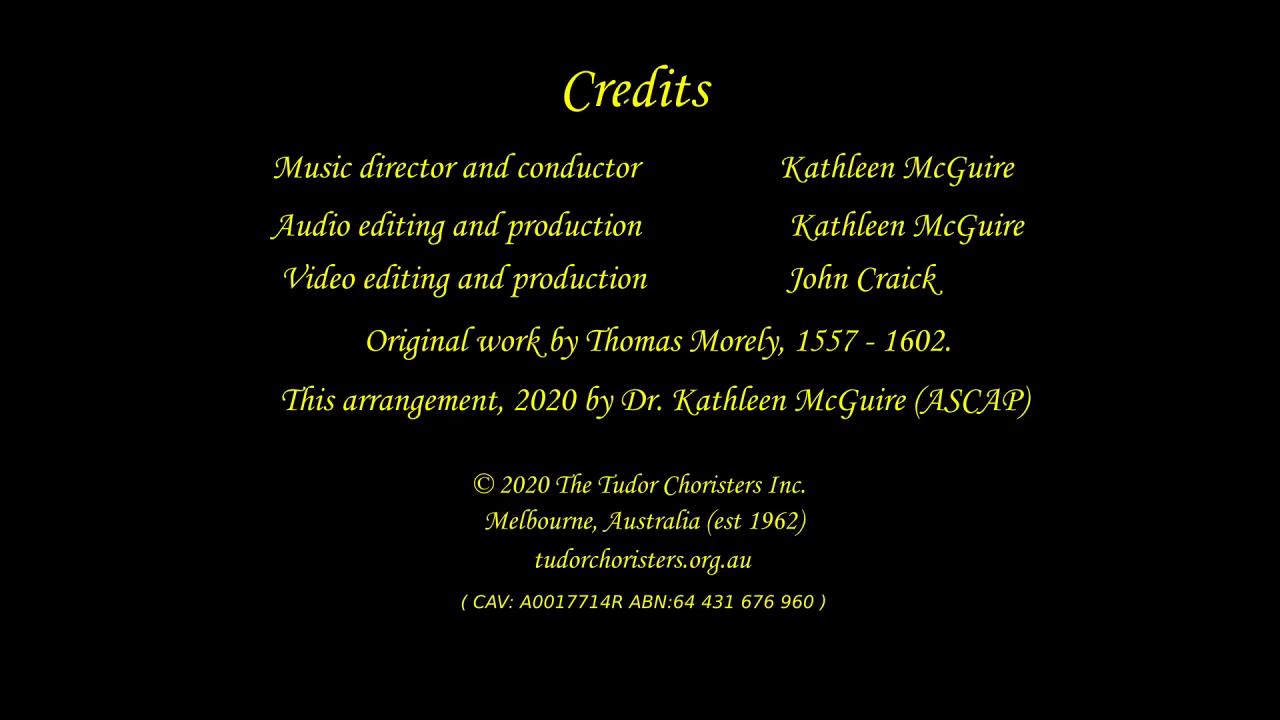 Credits
Music director and conductor Kathleen McGuire
Audio editing and production Kathleen McGuire
Video editing and production John Craick
Original work by Thomas Morely, 1557 - 1602.
This arrangement, 2020 by Dr. Kathleen McGuire (ASCAP)
© 2020 The Tudor Choristers Inc.
Melbourne, Australia (est 1962)
tudorchoristers.org.au
( CAV: A0017714R ABN:64 431 676 960 )